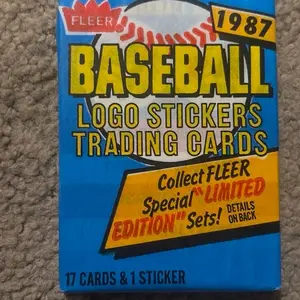 FLEER
1987
BASEBALL
LOGO STICKERS
TRADING CARDS
Collect FLEER
Special "LIMITED
EDITION" Sets!
DETAILS
ON BACK
17 CARDS & 1 STICKER